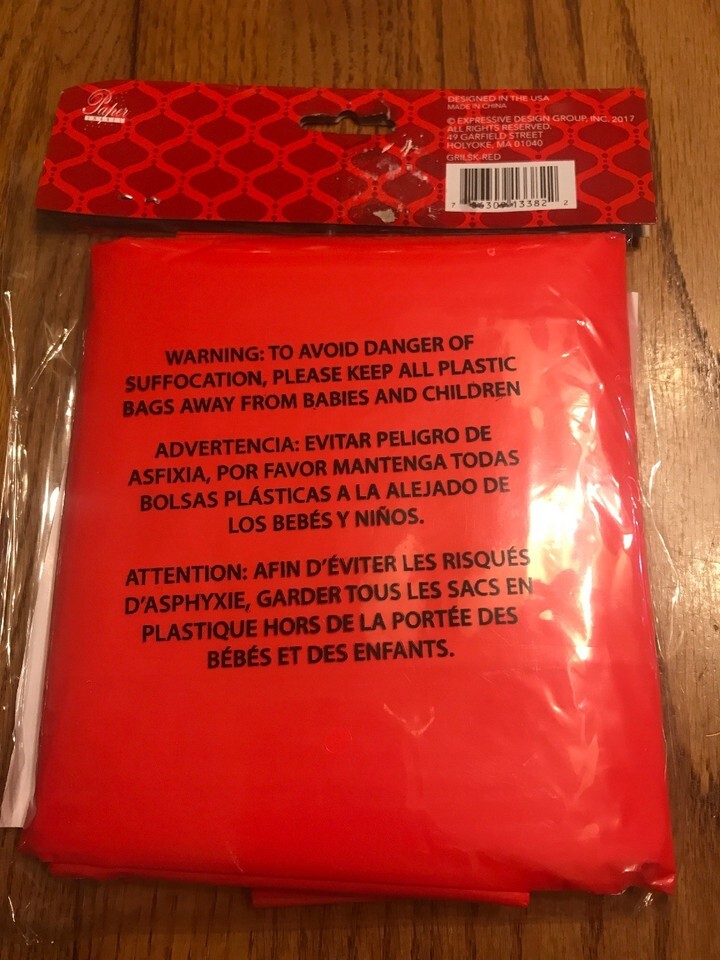 Paper
DESIGNED IN THE USA
MADE IN CHINA
© EXPRESSIVE DESIGN GROUP, INC. 2017
ALL RIGHTS RESERVED.
49 GARFIELD STREET
HOLYOKE, MA 01040
GRILSK-RED
13382 2
WARNING: TO AVOID DANGER OF
SUFFOCATION, PLEASE KEEP ALL PLASTIC
BAGS AWAY FROM BABIES AND CHILDREN
ADVERTENCIA: EVITAR PELIGRO DE
ASFIXIA, POR FAVOR MANTENGA TODAS
BOLSAS PLÁSTICAS A LA ALEJADO DE
LOS BEBÉS Y NIÑOS.
ATTENTION: AFIN D'ÉVITER LES RISQUÉS
D'ASPHYXIE, GARDER TOUS LES SACS EN
PLASTIQUE HORS DE LA PORTÉE DES
BÉBÉS ET DES ENFANTS.